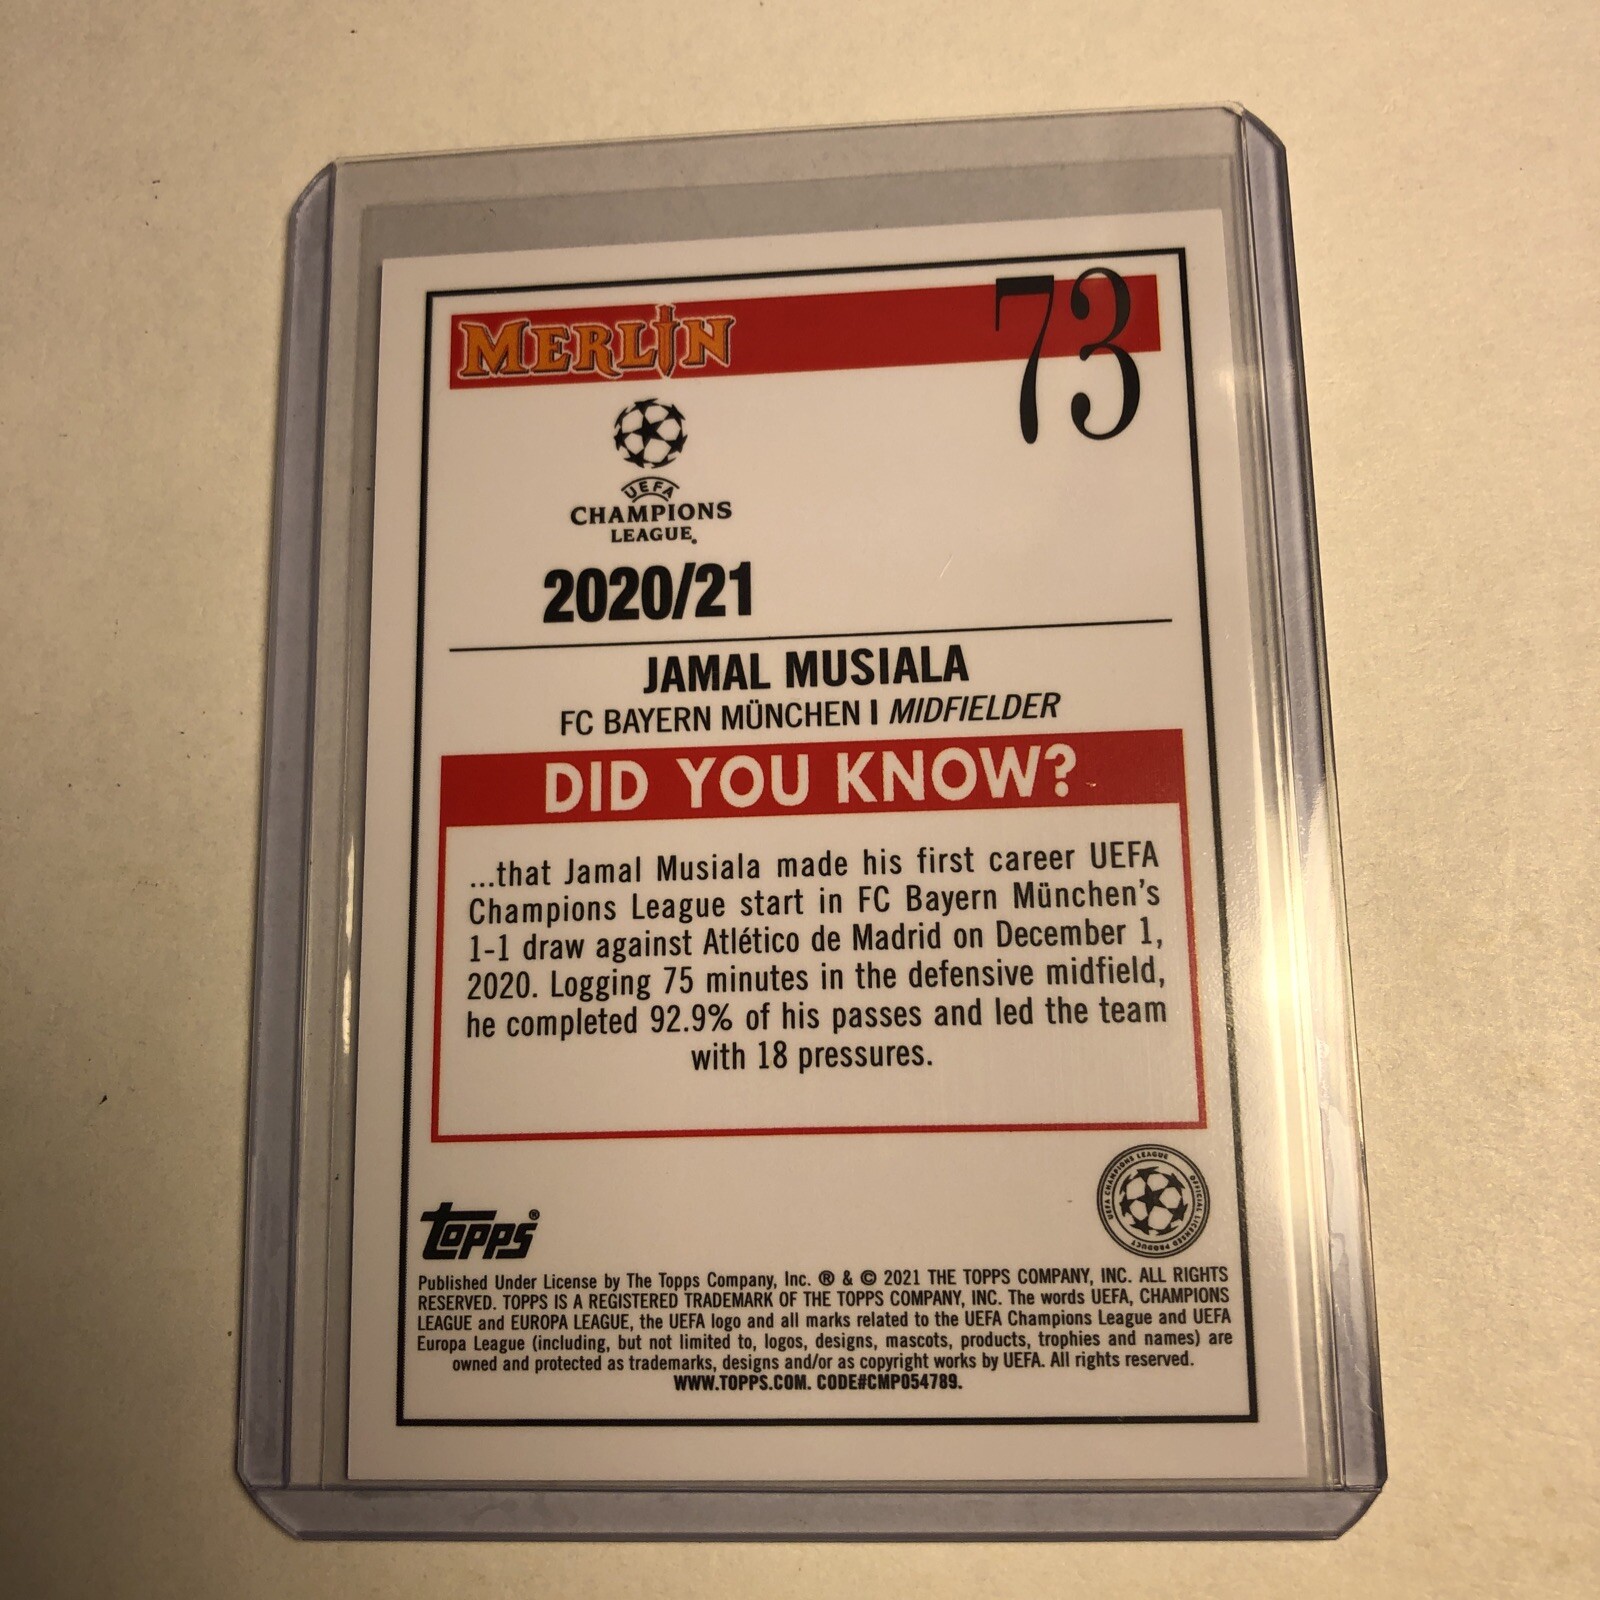 MERLIN
73
UEFA
CHAMPIONS
LEAGUE®
2020/21
JAMAL MUSIALA
FC BAYERN MÜNCHEN | MIDFIELDER
DID YOU KNOW?
...that Jamal Musiala made his first career UEFA
Champions League start in FC Bayern München's
1-1 draw against Atlético de Madrid on December 1,
2020. Logging 75 minutes in the defensive midfield,
he completed 92.9% of his passes and led the team
with 18 pressures.
UEFA CHAMPIONS LEAGUE OFFICIAL LICENSED PRODUCT
Topps®
Published Under License by The Topps Company, Inc. ® & © 2021 THE TOPPS COMPANY, INC. ALL RIGHTS
RESERVED. TOPPS IS A REGISTERED TRADEMARK OF THE TOPPS COMPANY, INC. The words UEFA, CHAMPIONS
LEAGUE and EUROPA LEAGUE, the UEFA logo and all marks related to the UEFA Champions League and UEFA
Europa League (including, but not limited to, logos, designs, mascots, products, trophies and names) are
owned and protected as trademarks, designs and/or as copyright works by UEFA. All rights reserved.
WWW.TOPPS.COM. CODE#CMP054789.